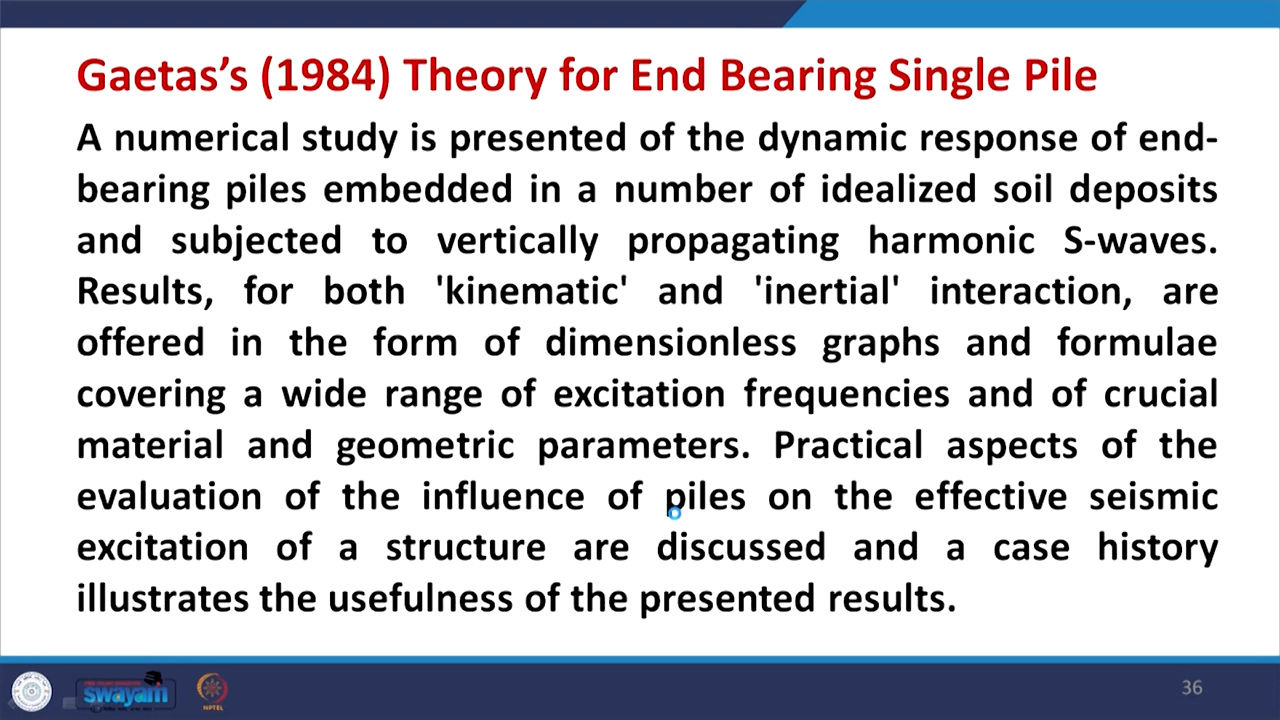 Gaetas’s (1984) Theory for End Bearing Single Pile
A numerical study is presented of the dynamic response of end-
bearing piles embedded in a number of idealized soil deposits
and subjected to vertically propagating harmonic S-waves.
Results, for both 'kinematic' and 'inertial' interaction, are
offered in the form of dimensionless graphs and formulae
covering a wide range of excitation frequencies and of crucial
material and geometric parameters. Practical aspects of the
evaluation of the influence of piles on the effective seismic
excitation of a structure are discussed and a case history
illustrates the usefulness of the presented results.
swayam
NPTEL
36